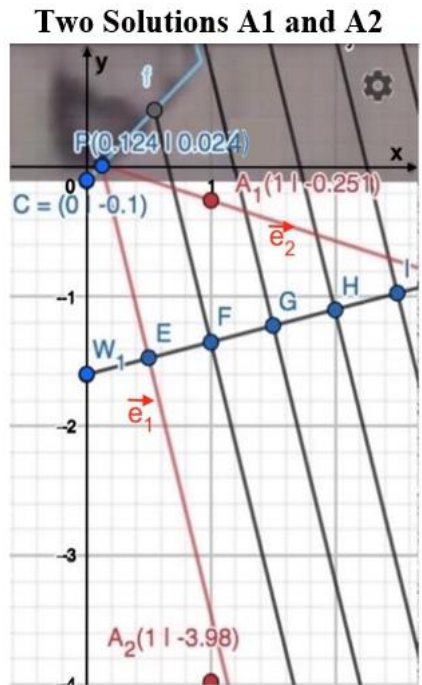 Two Solutions A1 and A2
y
f
P(0.124 | 0.024)
x
0
1
A₁(1 | -0.251)
C = (0 | -0.1)
e₂
I
-1
H
G
F
E
W₁
e₁
-2
-3
A₂(1 | -3.98)
-4